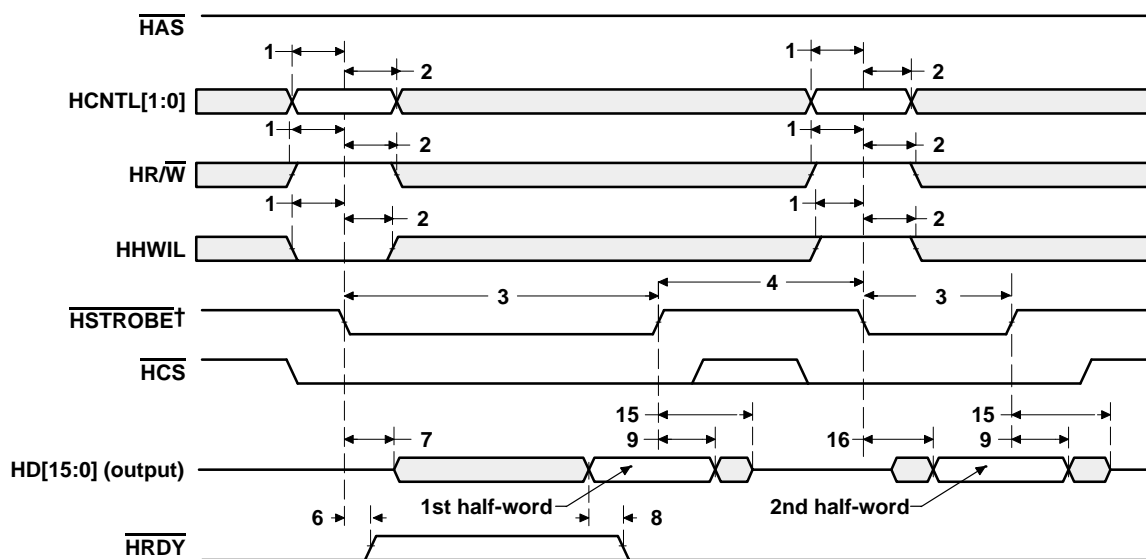 HAS
1 1
2 2
HCNTL[1:0]
1 1
2 2
HR/W
1 1
2 2
HHWIL
3 4 3
HSTROBE†
HCS
15 15
7 9 16 9
HD[15:0] (output)
1st half-word 2nd half-word
6 8
HRDY